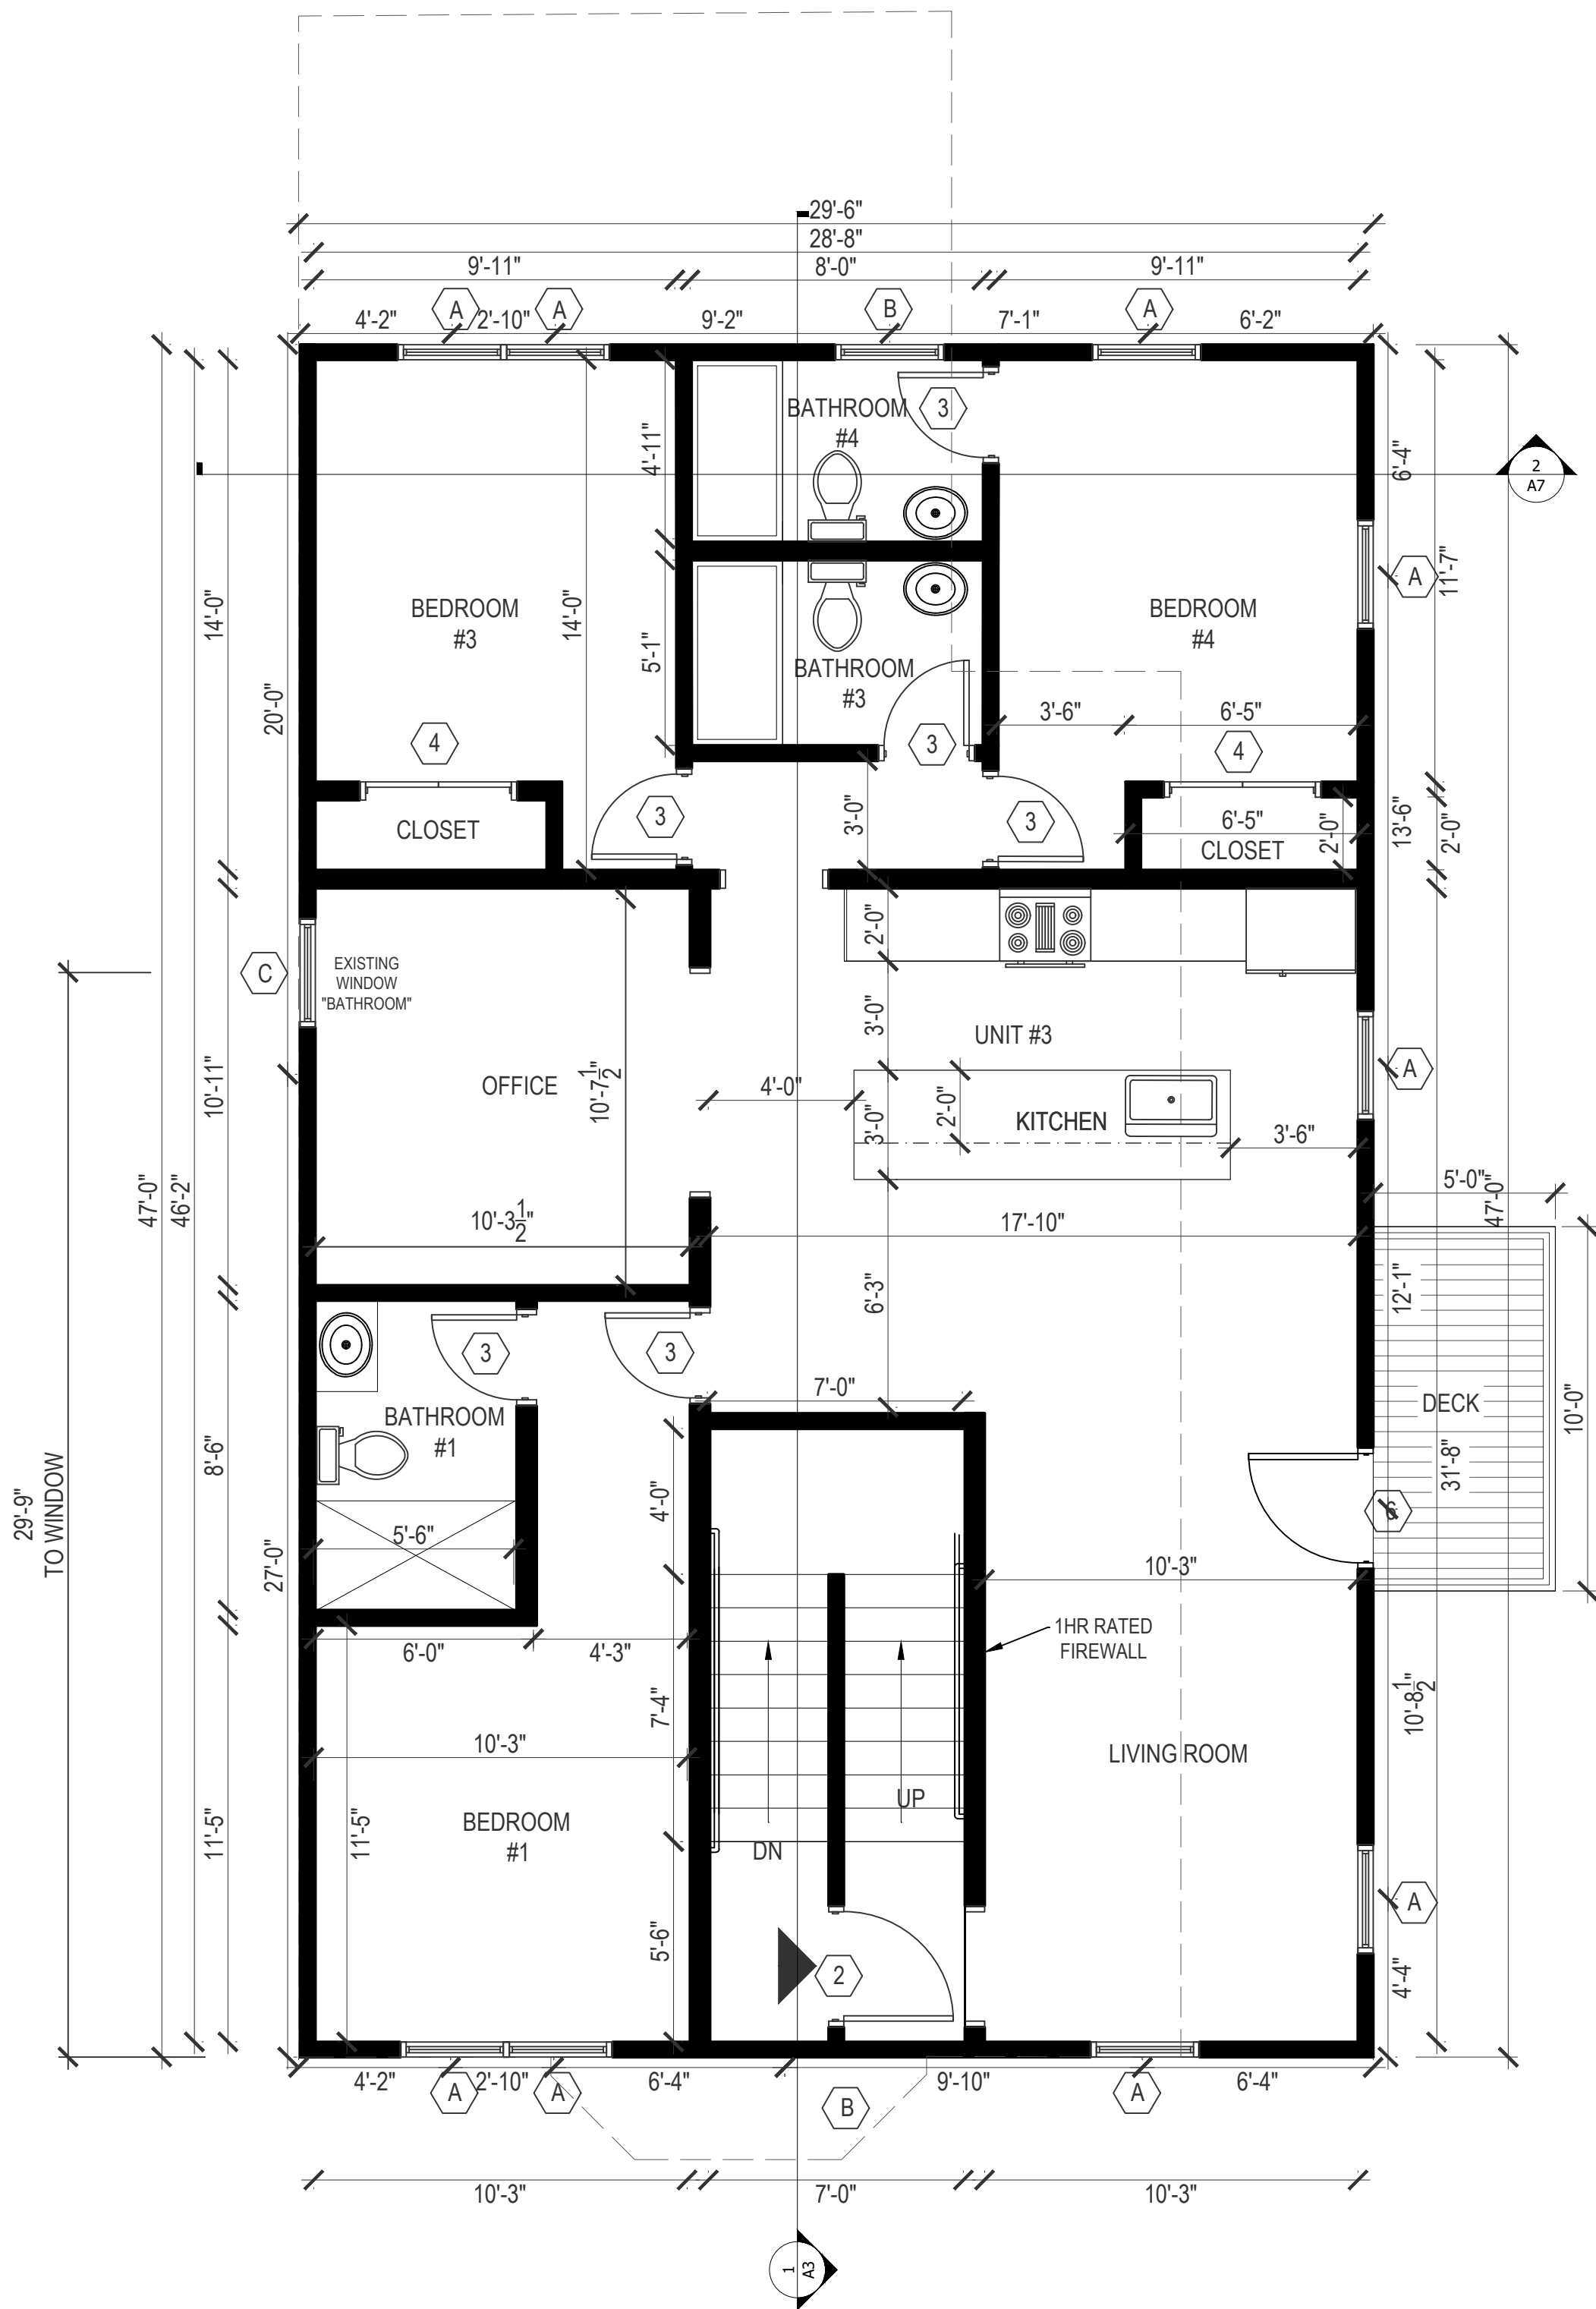 29'-6"
28'-8"
9'-11"
8'-0"
9'-11"
4'-2"
A
2'-10"
A
9'-2"
B
7'-1"
A
6'-2"
BATHROOM
#4
3
4'-11"
6'-4"
2
A7
A
11'-7"
BEDROOM
#3
14'-0"
14'-0"
BEDROOM
#4
5'-1"
BATHROOM
#3
20'-0"
3'-6"
6'-5"
4
3
4
CLOSET
3
3'-0"
3
6'-5"
CLOSET
2'-0"
13'-6"
2'-0"
2'-0"
C
EXISTING
WINDOW
"BATHROOM"
3'-0"
UNIT #3
A
10'-11"
OFFICE
10'-7 1/2"
4'-0"
3'-0"
2'-0"
KITCHEN
3'-6"
47'-0"
46'-2"
5'-0"
47'-0"
10'-3 1/2"
17'-10"
6'-3"
12'-1"
3
3
7'-0"
DECK
10'-0"
BATHROOM
#1
8'-6"
31'-8"
29'-9"
TO WINDOW
4'-0"
6
5'-6"
27'-0"
10'-3"
1HR RATED
FIREWALL
6'-0"
4'-3"
7'-4"
10'-8 1/2"
10'-3"
LIVING ROOM
UP
BEDROOM
#1
11'-5"
11'-5"
DN
A
5'-6"
2
4'-4"
4'-2"
A
2'-10"
A
6'-4"
B
9'-10"
A
6'-4"
10'-3"
7'-0"
10'-3"
1
A3